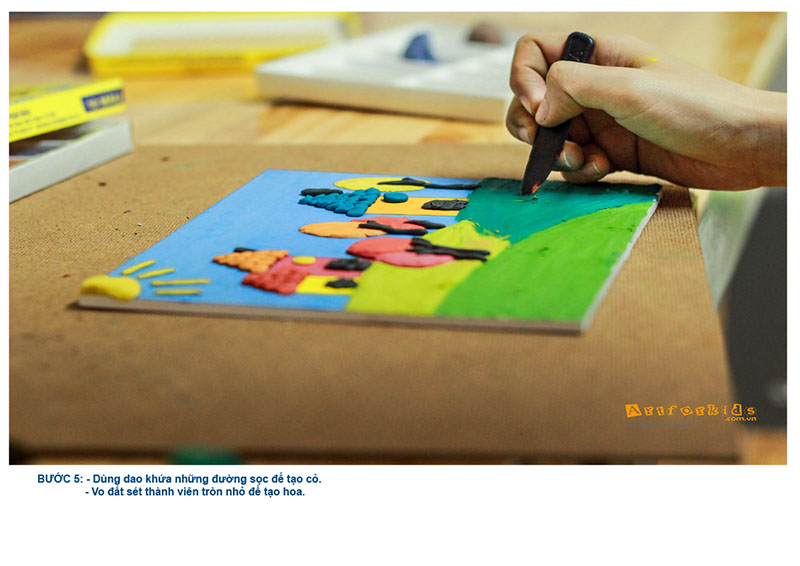 Artforkids
.com.vn
BƯỚC 5: - Dùng dao khứa những đường sọc để tạo cỏ.
- Vo đất sét thành viên tròn nhỏ để tạo hoa.